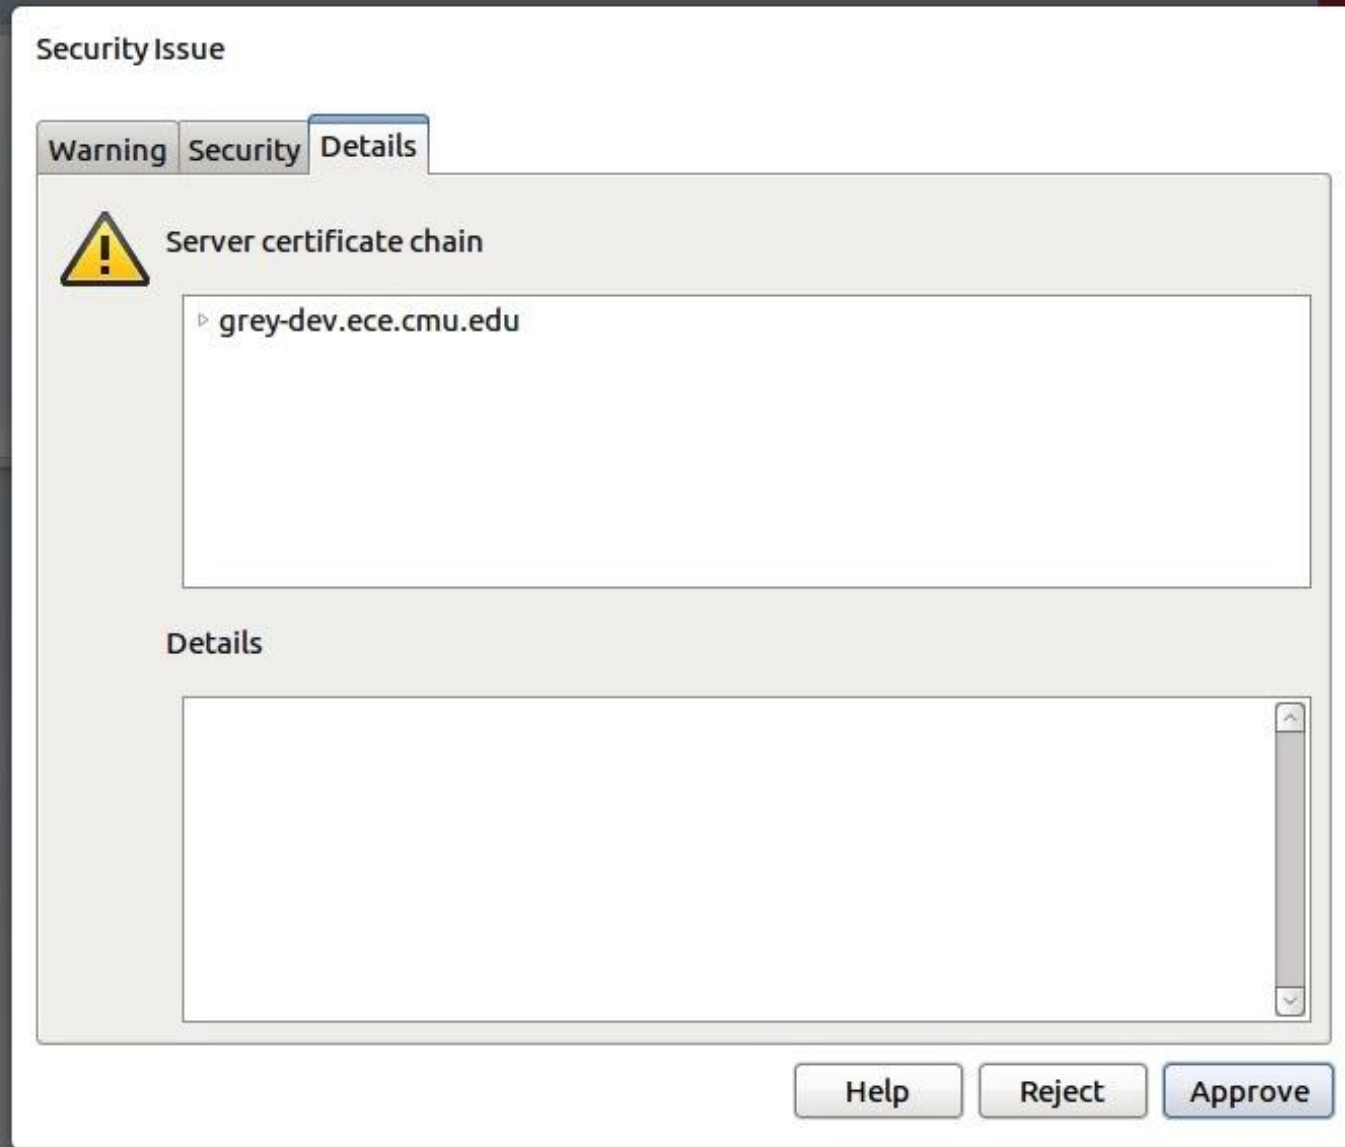 Security Issue
Warning Security Details
Server certificate chain
grey-dev.ece.cmu.edu
Details
Help Reject Approve